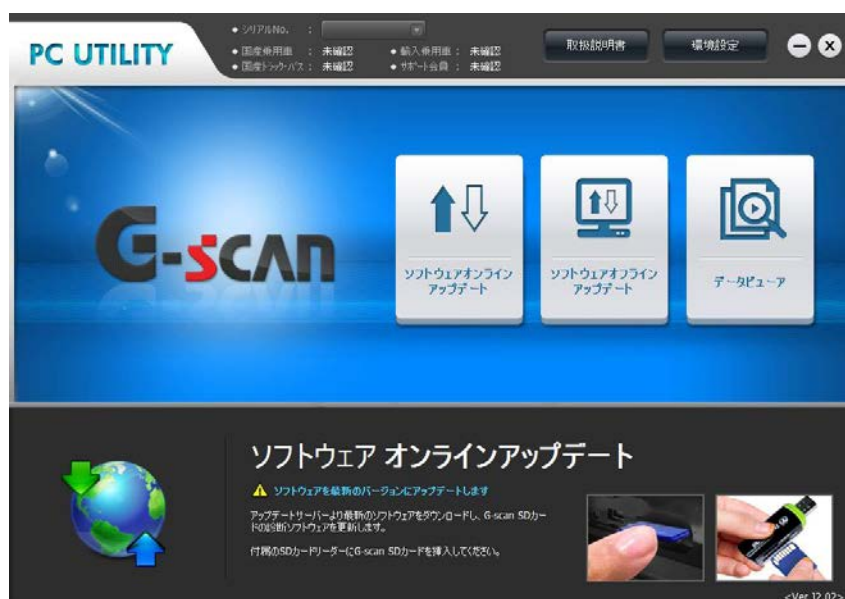 PC UTILITY
● シリアルNo. :
● 国産乗用車 : 未確認 ● 輸入乗用車 : 未確認
● 国産トラック・バス : 未確認 ● サポート会員 : 未確認
取扱説明書 環境設定
G-scan
ソフトウェアオンライン
アップデート
ソフトウェアオフライン
アップデート
データビューア
ソフトウェア オンラインアップデート
ソフトウェアを最新のバージョンにアップデートします
アップデートサーバーより最新のソフトウェアをダウンロードし、G-scan SDカー
ドの診断ソフトウェアを更新します。
付属のSDカードリーダーにG-scan SDカードを挿入してください。
<Ver.12.02>